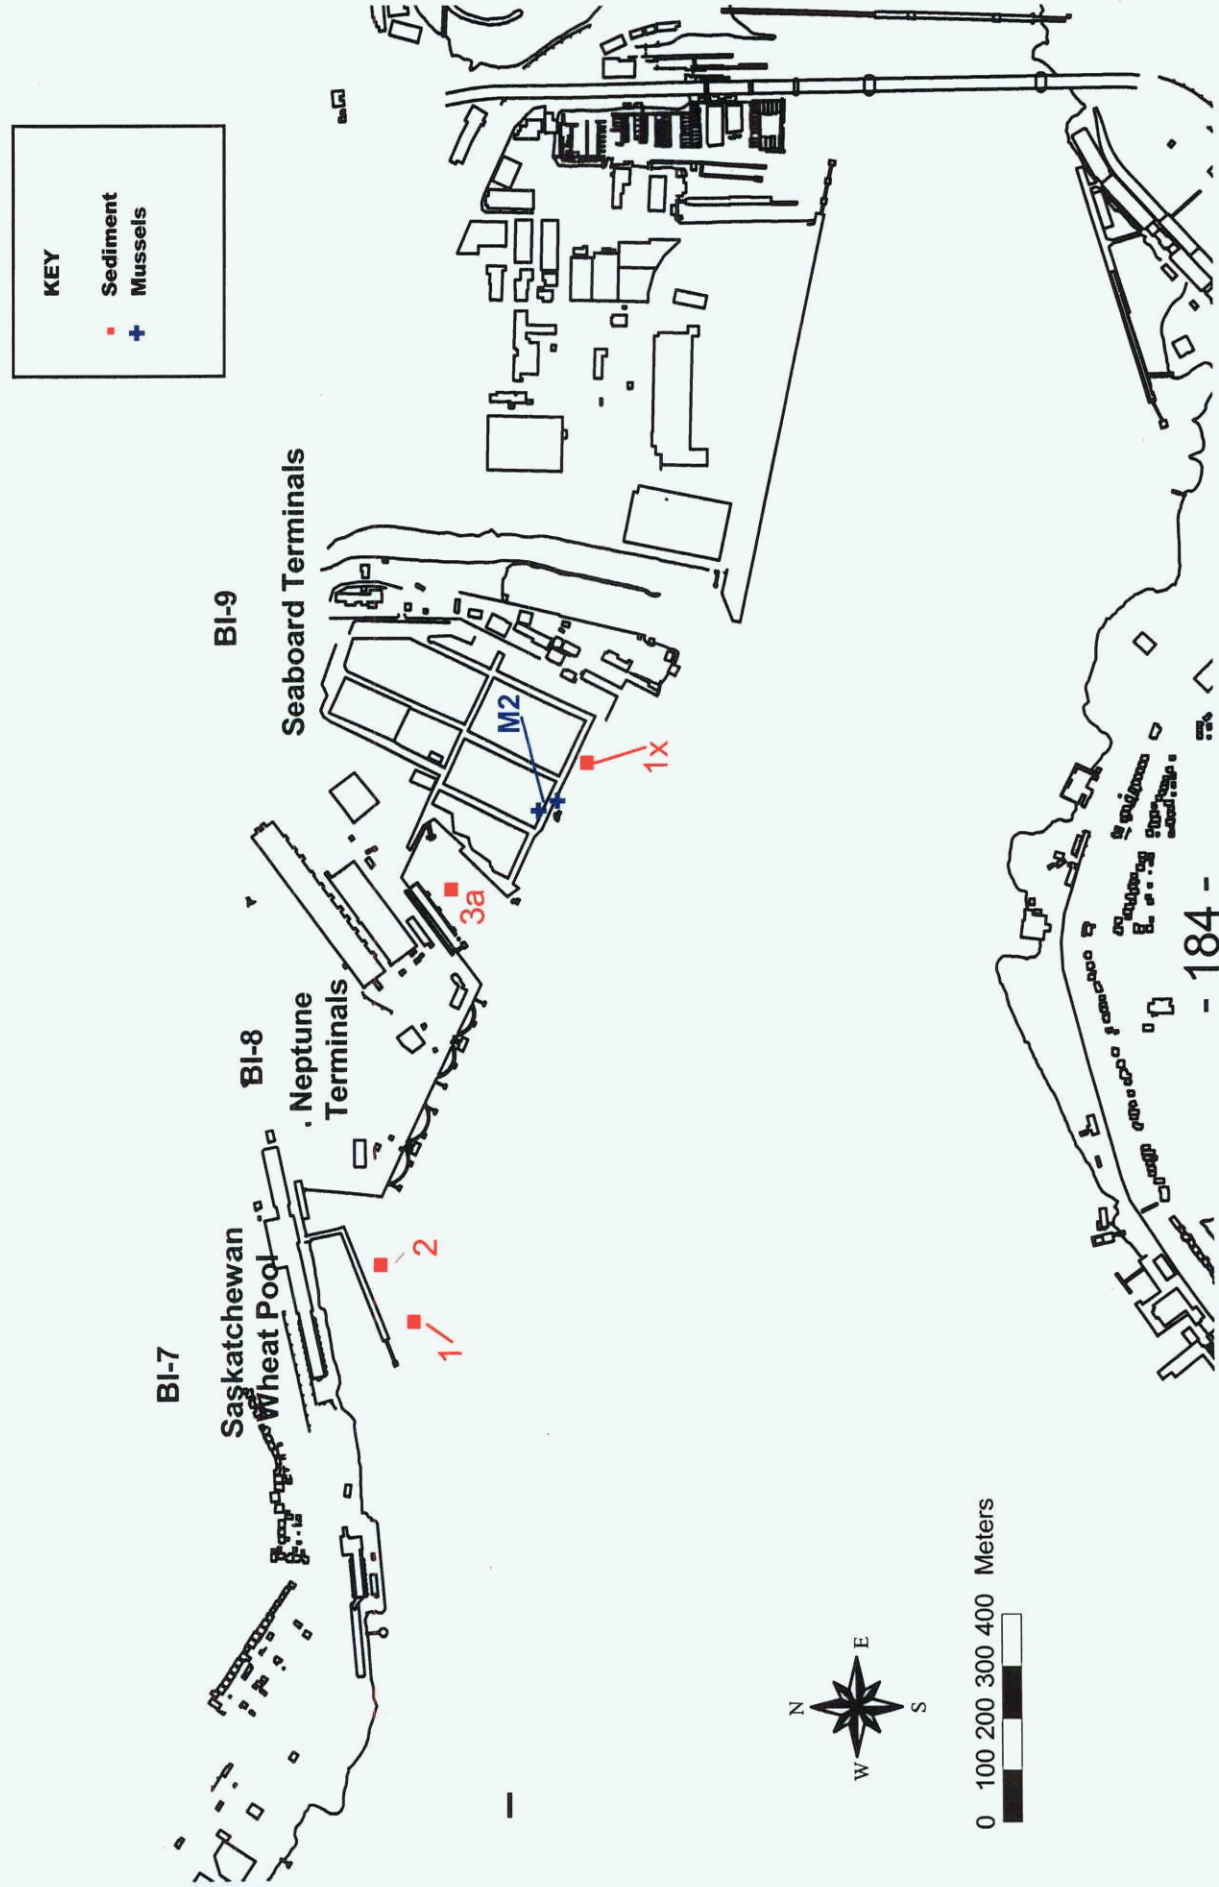 KEY
Sediment
Mussels
BI-9
Seaboard Terminals
BI-8
Neptune
Terminals
BI-7
Saskatchewan
Wheat Pool
M2
1x
3a
2
1
N
W
E
S
0 100 200 300 400 Meters
- 184 -